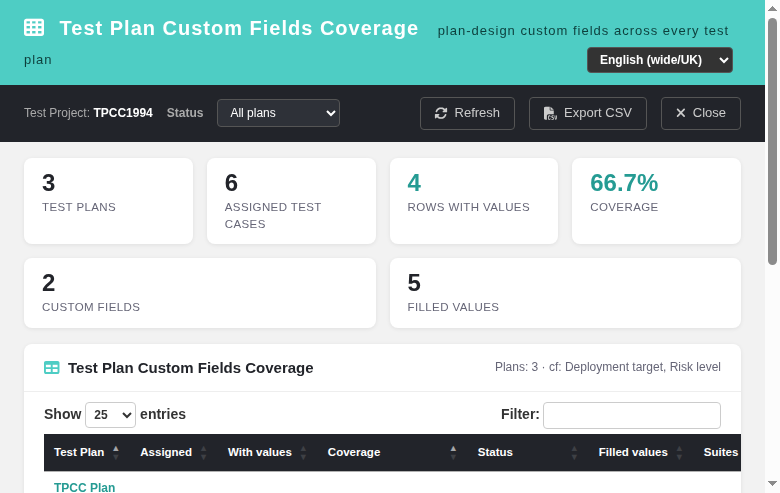 Test Plan Custom Fields Coverage plan-design custom fields across every test
plan
English (wide/UK)
Test Project: TPCC1994 Status All plans Refresh Export CSV Close
3 6 4 66.7%
TEST PLANS ASSIGNED TEST CASES ROWS WITH VALUES COVERAGE
2 5
CUSTOM FIELDS FILLED VALUES
Test Plan Custom Fields Coverage Plans: 3 · cf: Deployment target, Risk level
Show 25 entries Filter:
Test Plan Assigned With values Coverage Status Filled values Suites
TPCC Plan